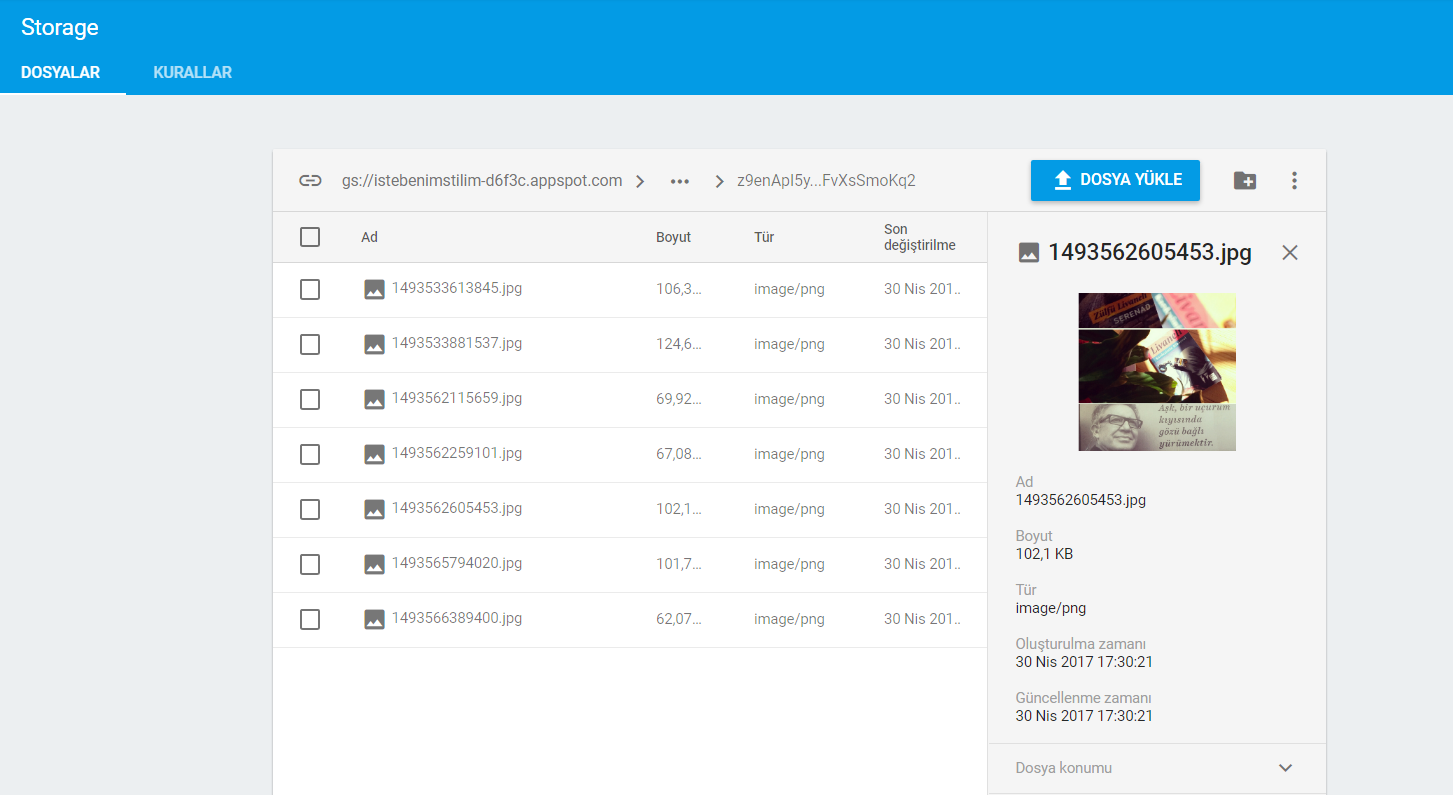 Storage
DOSYALAR KURALLAR
gs://istebenimstilim-d6f3c.appspot.com ••• z9enApI5y...FvXsSmoKq2 DOSYA YÜKLE
Ad Boyut Tür Son değiştirilme
1493533613845.jpg 106,3... image/png 30 Nis 201..
1493533881537.jpg 124,6... image/png 30 Nis 201..
1493562115659.jpg 69,92... image/png 30 Nis 201..
1493562259101.jpg 67,08... image/png 30 Nis 201..
1493562605453.jpg 102,1... image/png 30 Nis 201..
1493565794020.jpg 101,7... image/png 30 Nis 201..
1493566389400.jpg 62,07... image/png 30 Nis 201..
1493562605453.jpg
Zülfü Livaneli
SERENAD
Livaneli
Aşk, bir uçurum
kıyısında
gözü bağlı
yürümektir.
Ad
1493562605453.jpg
Boyut
102,1 KB
Tür
image/png
Oluşturulma zamanı
30 Nis 2017 17:30:21
Güncellenme zamanı
30 Nis 2017 17:30:21
Dosya konumu